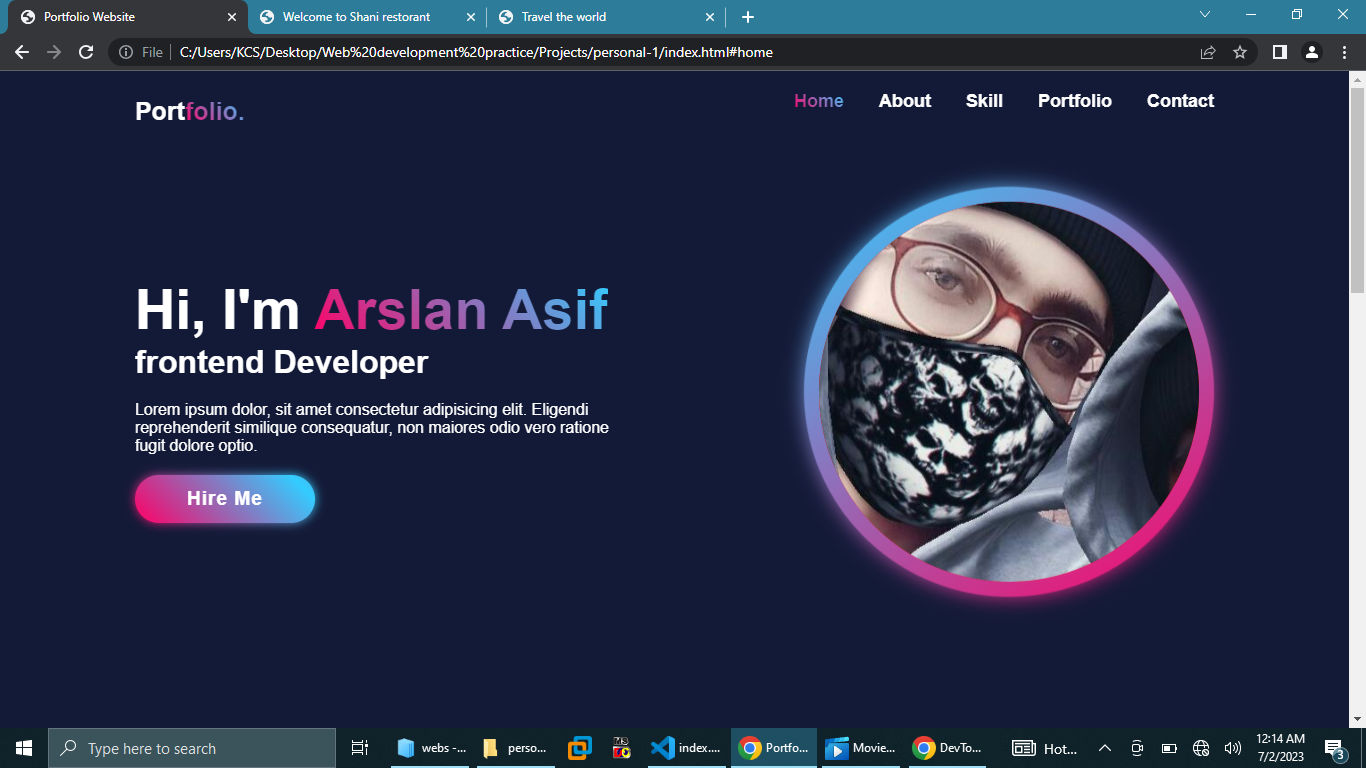 Portfolio Website
Welcome to Shani restorant
Travel the world
File
C:/Users/KCS/Desktop/Web%20development%20practice/Projects/personal-1/index.html#home
Portfolio.
Home About Skill Portfolio Contact
Hi, I'm Arslan Asif
frontend Developer
Lorem ipsum dolor, sit amet consectetur adipisicing elit. Eligendi
reprehenderit similique consequatur, non maiores odio vero ratione
fugit dolore optio.
Hire Me
Type here to search
webs -...
perso...
index....
Portfo...
Movie...
DevTo...
Hot...
12:14 AM
7/2/2023
3